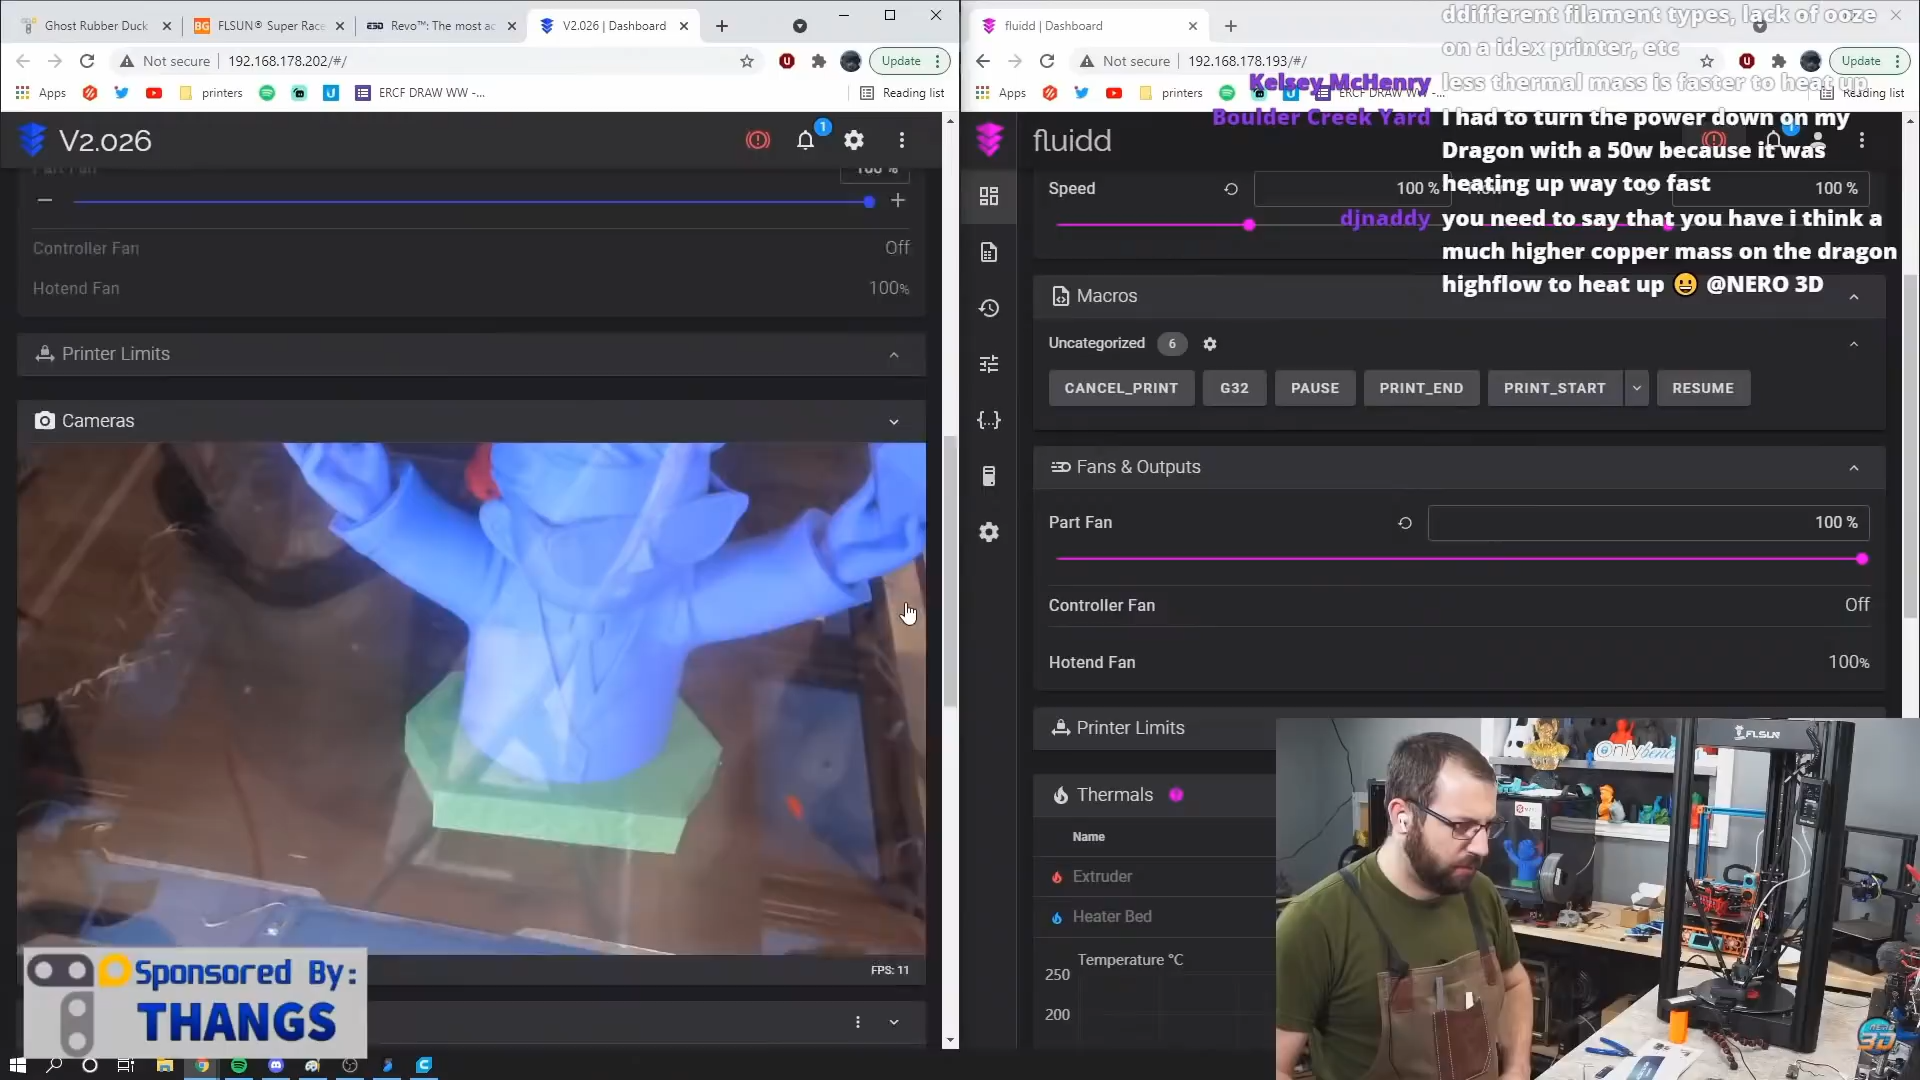 Ghost Rubber Duck
FLSUN® Super Race
Revo™: The most ac
V2.026 | Dashboard
Not secure
192.168.178.202/#/
Update
Apps
printers
ERCF DRAW WW -...
Reading list
V2.026
1
100 %
Controller Fan
Off
Hotend Fan
100%
Printer Limits
Cameras
FPS: 11
Sponsored By:
THANGS
fluidd | Dashboard
Not secure
192.168.178.193/#/
Update
Apps
printers
ERCF DRAW WW -...
Reading list
ddifferent filament types, lack of ooze
on a idex printer, etc
Kelsey McHenry
less thermal mass is faster to heat up
Boulder Creek Yard
I had to turn the power down on my
Dragon with a 50w because it was
heating up way too fast
djnaddy
you need to say that you have i think a
much higher copper mass on the dragon
highflow to heat up 😀 @NERO 3D
fluidd
Speed
100 %
100 %
Macros
Uncategorized
6
CANCEL_PRINT
G32
PAUSE
PRINT_END
PRINT_START
RESUME
Fans & Outputs
Part Fan
100 %
Controller Fan
Off
Hotend Fan
100%
Printer Limits
Thermals
Name
Extruder
Heater Bed
Temperature °C
250
200
FLSUN
NERO
3D